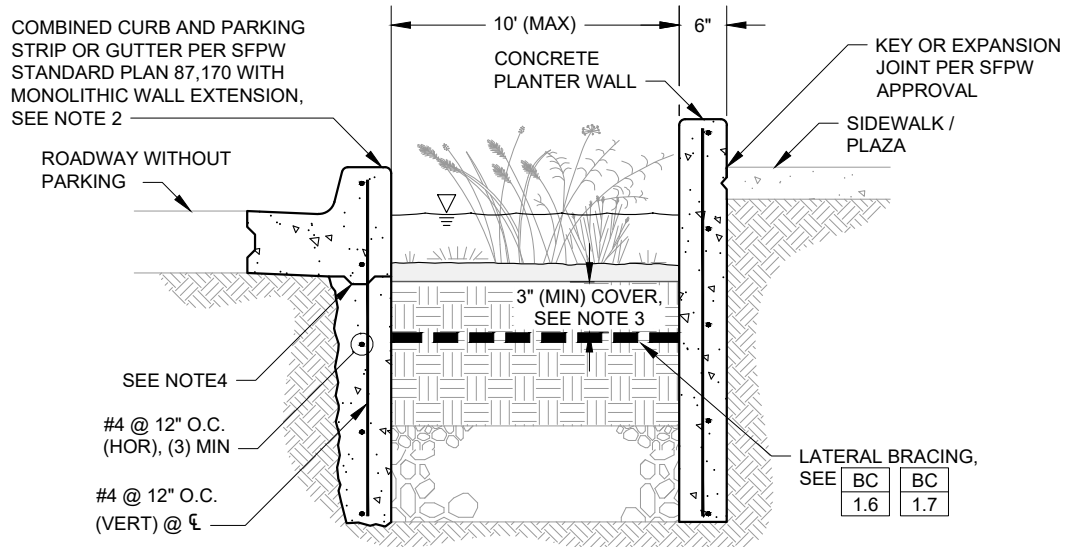 COMBINED CURB AND PARKING
STRIP OR GUTTER PER SFPW
STANDARD PLAN 87,170 WITH
MONOLITHIC WALL EXTENSION,
SEE NOTE 2
10' (MAX)
6"
CONCRETE
PLANTER WALL
KEY OR EXPANSION
JOINT PER SFPW
APPROVAL
SIDEWALK /
PLAZA
ROADWAY WITHOUT
PARKING
3" (MIN) COVER,
SEE NOTE 3
SEE NOTE4
#4 @ 12" O.C.
(HOR), (3) MIN
#4 @ 12" O.C.
(VERT) @ ℄
LATERAL BRACING,
SEE BC BC
1.6 1.7